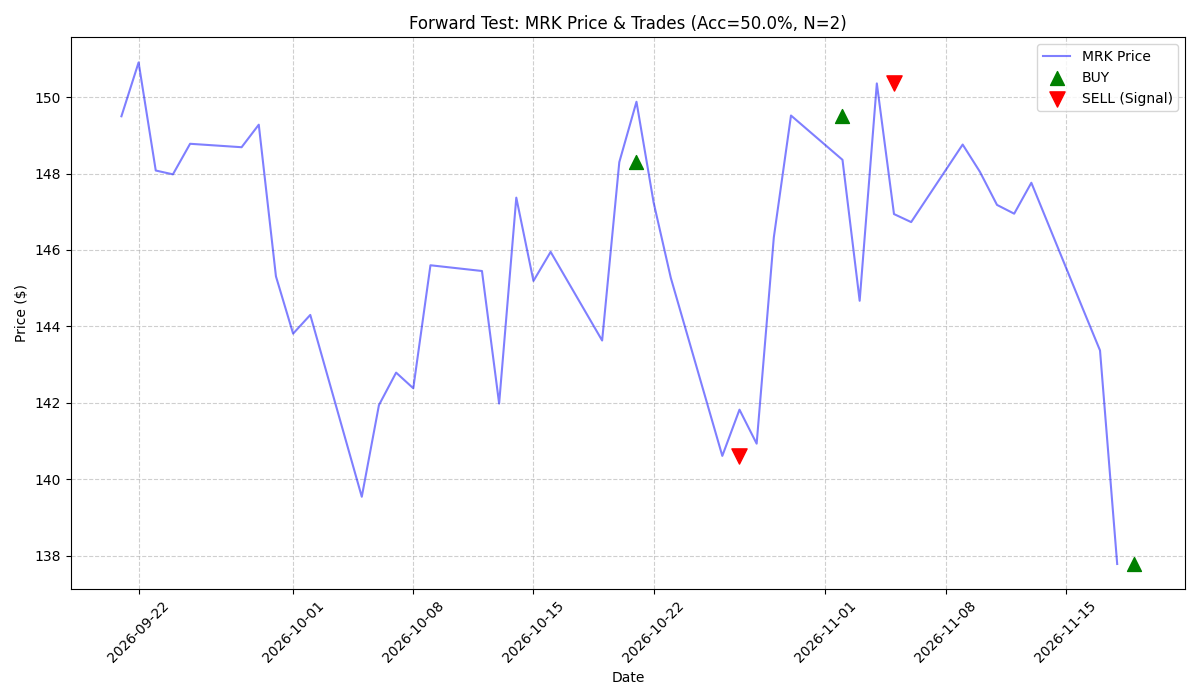 Forward Test: MRK Price & Trades (Acc=50.0%, N=2)
MRK Price
BUY
SELL (Signal)
Price ($)
150
148
146
144
142
140
138
2026-09-22
2026-10-01
2026-10-08
2026-10-15
2026-10-22
2026-11-01
2026-11-08
2026-11-15
Date